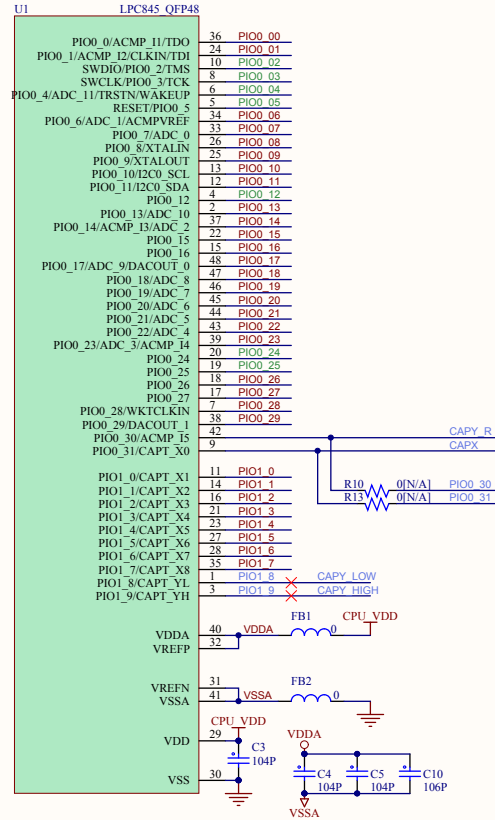 U1 LPC845_QFP48
PIO0_0/ACMP_I1/TDO 36 PIO0_00
PIO0_1/ACMP_I2/CLKIN/TDI 24 PIO0_01
SWDIO/PIO0_2/TMS 10 PIO0_02
SWCLK/PIO0_3/TCK 8 PIO0_03
PIO0_4/ADC_11/TRSTN/WAKEUP 6 PIO0_04
RESET/PIO0_5 5 PIO0_05
PIO0_6/ADC_1/ACMPVREF 34 PIO0_06
PIO0_7/ADC_0 33 PIO0_07
PIO0_8/XTALIN 26 PIO0_08
PIO0_9/XTALOUT 25 PIO0_09
PIO0_10/I2C0_SCL 13 PIO0_10
PIO0_11/I2C0_SDA 12 PIO0_11
PIO0_12 4 PIO0_12
PIO0_13/ADC_10 2 PIO0_13
PIO0_14/ACMP_I3/ADC_2 37 PIO0_14
PIO0_15 22 PIO0_15
PIO0_16 15 PIO0_16
PIO0_17/ADC_9/DACOUT_0 48 PIO0_17
PIO0_18/ADC_8 47 PIO0_18
PIO0_19/ADC_7 46 PIO0_19
PIO0_20/ADC_6 45 PIO0_20
PIO0_21/ADC_5 44 PIO0_21
PIO0_22/ADC_4 43 PIO0_22
PIO0_23/ADC_3/ACMP_I4 39 PIO0_23
PIO0_24 20 PIO0_24
PIO0_25 19 PIO0_25
PIO0_26 18 PIO0_26
PIO0_27 17 PIO0_27
PIO0_28/WKTCLKIN 7 PIO0_28
PIO0_29/DACOUT_1 38 PIO0_29
PIO0_30/ACMP_I5 42 CAPY_R
PIO0_31/CAPT_X0 9 CAPX
PIO1_0/CAPT_X1 11 PIO1_0
PIO1_1/CAPT_X2 14 PIO1_1 R10 0[N/A] PIO0_30
PIO1_2/CAPT_X3 16 PIO1_2 R13 0[N/A] PIO0_31
PIO1_3/CAPT_X4 21 PIO1_3
PIO1_4/CAPT_X5 23 PIO1_4
PIO1_5/CAPT_X6 27 PIO1_5
PIO1_6/CAPT_X7 28 PIO1_6
PIO1_7/CAPT_X8 35 PIO1_7
PIO1_8/CAPT_YL 1 PIO1_8 CAPY_LOW
PIO1_9/CAPT_YH 3 PIO1_9 CAPY_HIGH
FB1 CPU_VDD
VDDA 40 VDDA 0
VREFP 32
VREFN 31 FB2
VSSA 41 VSSA 0
CPU_VDD
VDD 29 VDDA
C3
104P
C4 C5 C10
VSS 30 104P 104P 106P
VSSA